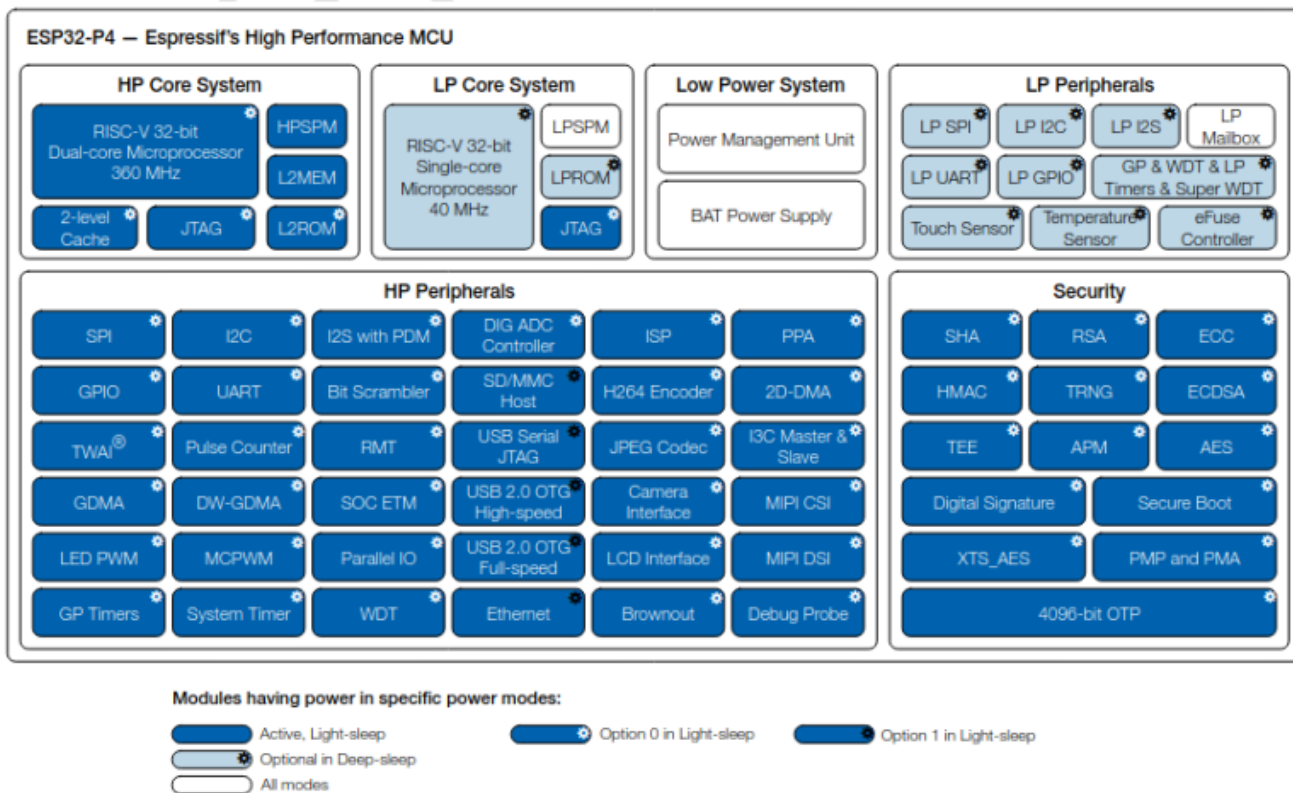 ESP32-P4 — Espressif's High Performance MCU
HP Core System
RISC-V 32-bit
Dual-core Microprocessor
360 MHz
HPSPM
L2MEM
2-level
Cache
JTAG
L2ROM
LP Core System
RISC-V 32-bit
Single-core
Microprocessor
40 MHz
LPSPM
LPROM
JTAG
Low Power System
Power Management Unit
BAT Power Supply
LP Peripherals
LP SPI
LP I2C
LP I2S
LP
Mailbox
LP UART
LP GPIO
GP & WDT & LP
Timers & Super WDT
Touch Sensor
Temperature
Sensor
eFuse
Controller
HP Peripherals
SPI
I2C
I2S with PDM
DIG ADC
Controller
ISP
PPA
GPIO
UART
Bit Scrambler
SD/MMC
Host
H264 Encoder
2D-DMA
TWAI®
Pulse Counter
RMT
USB Serial
JTAG
JPEG Codec
I3C Master &
Slave
GDMA
DW-GDMA
SOC ETM
USB 2.0 OTG
High-speed
Camera
Interface
MIPI CSI
LED PWM
MCPWM
Parallel IO
USB 2.0 OTG
Full-speed
LCD Interface
MIPI DSI
GP Timers
System Timer
WDT
Ethernet
Brownout
Debug Probe
Security
SHA
RSA
ECC
HMAC
TRNG
ECDSA
TEE
APM
AES
Digital Signature
Secure Boot
XTS_AES
PMP and PMA
4096-bit OTP
Modules having power in specific power modes:
Active, Light-sleep
Option 0 in Light-sleep
Option 1 in Light-sleep
Optional in Deep-sleep
All modes